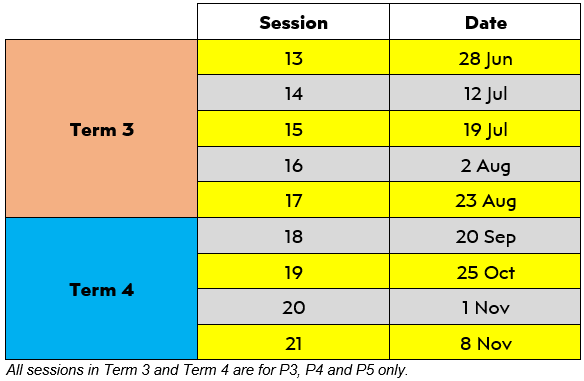 Session Date
13 28 Jun
14 12 Jul
Term 3 15 19 Jul
16 2 Aug
17 23 Aug
18 20 Sep
19 25 Oct
Term 4
20 1 Nov
21 8 Nov
All sessions in Term 3 and Term 4 are for P3, P4 and P5 only.